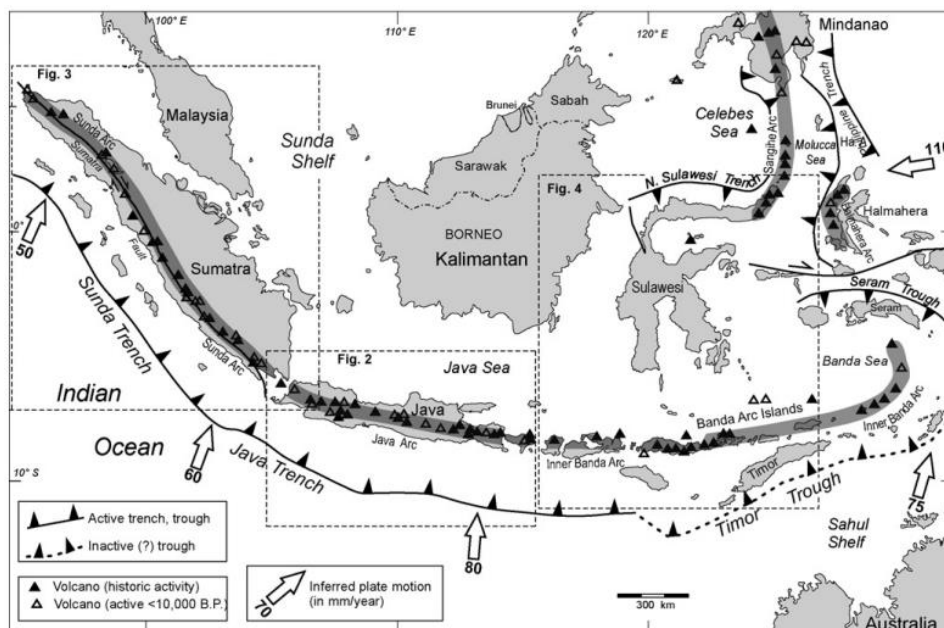 100° E
110° E
120° E
Mindanao
Fig. 3
Malaysia
Sunda
Shelf
Sunda Arc
Sumatra
Fault
Sumatra
Sunda Arc
Sunda Trench
50
60
Indian
Ocean
0°
10° S
Brunei
Sabah
Sarawak
BORNEO
Kalimantan
Celebes
Sea
Sangihe Arc
Molucca
Sea
Ha.
Philippine
Trench
110
N. Sulawesi Trench
Fig. 4
Halmahera
Halmahera Arc
Sulawesi
Seram Trough
Seram
Fig. 2
Java Sea
Java
Java Arc
Java Trench
80
Banda Sea
Banda Arc Islands
Inner Banda Arc
Inner Banda Arc
Timor
Timor Trough
75
Sahul
Shelf
Australia
Active trench, trough
Inactive (?) trough
Volcano (historic activity)
Volcano (active <10,000 B.P.)
70
Inferred plate motion
(in mm/year)
300 km